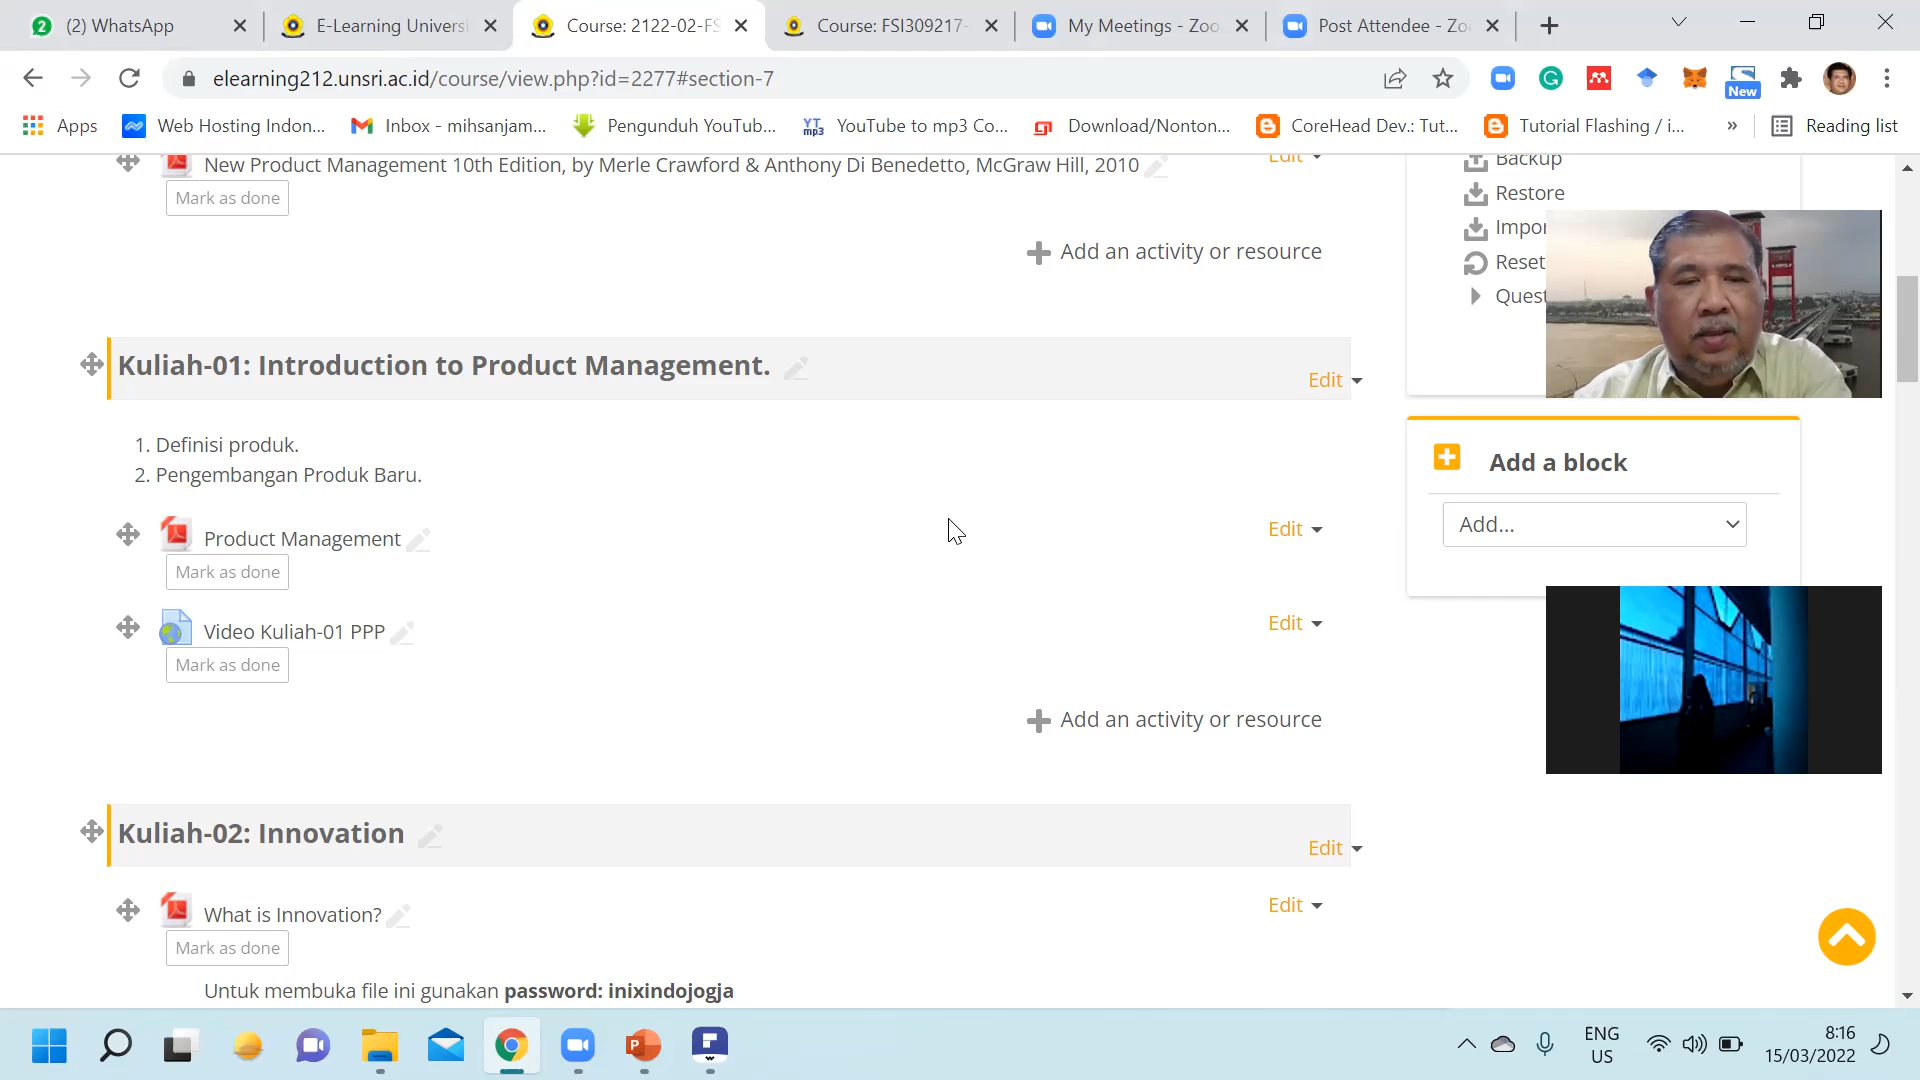 (2) WhatsApp
E-Learning Universi
Course: 2122-02-FS
Course: FSI309217-
My Meetings - Zoo
Post Attendee - Zo
elearning212.unsri.ac.id/course/view.php?id=2277#section-7
New
Apps
Web Hosting Indon...
Inbox - mihsanjam...
Pengunduh YouTub...
YT mp3
YouTube to mp3 Co...
Download/Nonton...
CoreHead Dev.: Tut...
Tutorial Flashing / i...
»
Reading list
New Product Management 10th Edition, by Merle Crawford & Anthony Di Benedetto, McGraw Hill, 2010
Edit
Mark as done
Add an activity or resource
Backup
Restore
Impor
Reset
Quest
Kuliah-01: Introduction to Product Management.
Edit
1. Definisi produk.
2. Pengembangan Produk Baru.
Product Management
Edit
Mark as done
Video Kuliah-01 PPP
Edit
Mark as done
Add an activity or resource
Add a block
Add...
Kuliah-02: Innovation
Edit
What is Innovation?
Edit
Mark as done
Untuk membuka file ini gunakan password: inixindojogja
ENG
US
8:16
15/03/2022